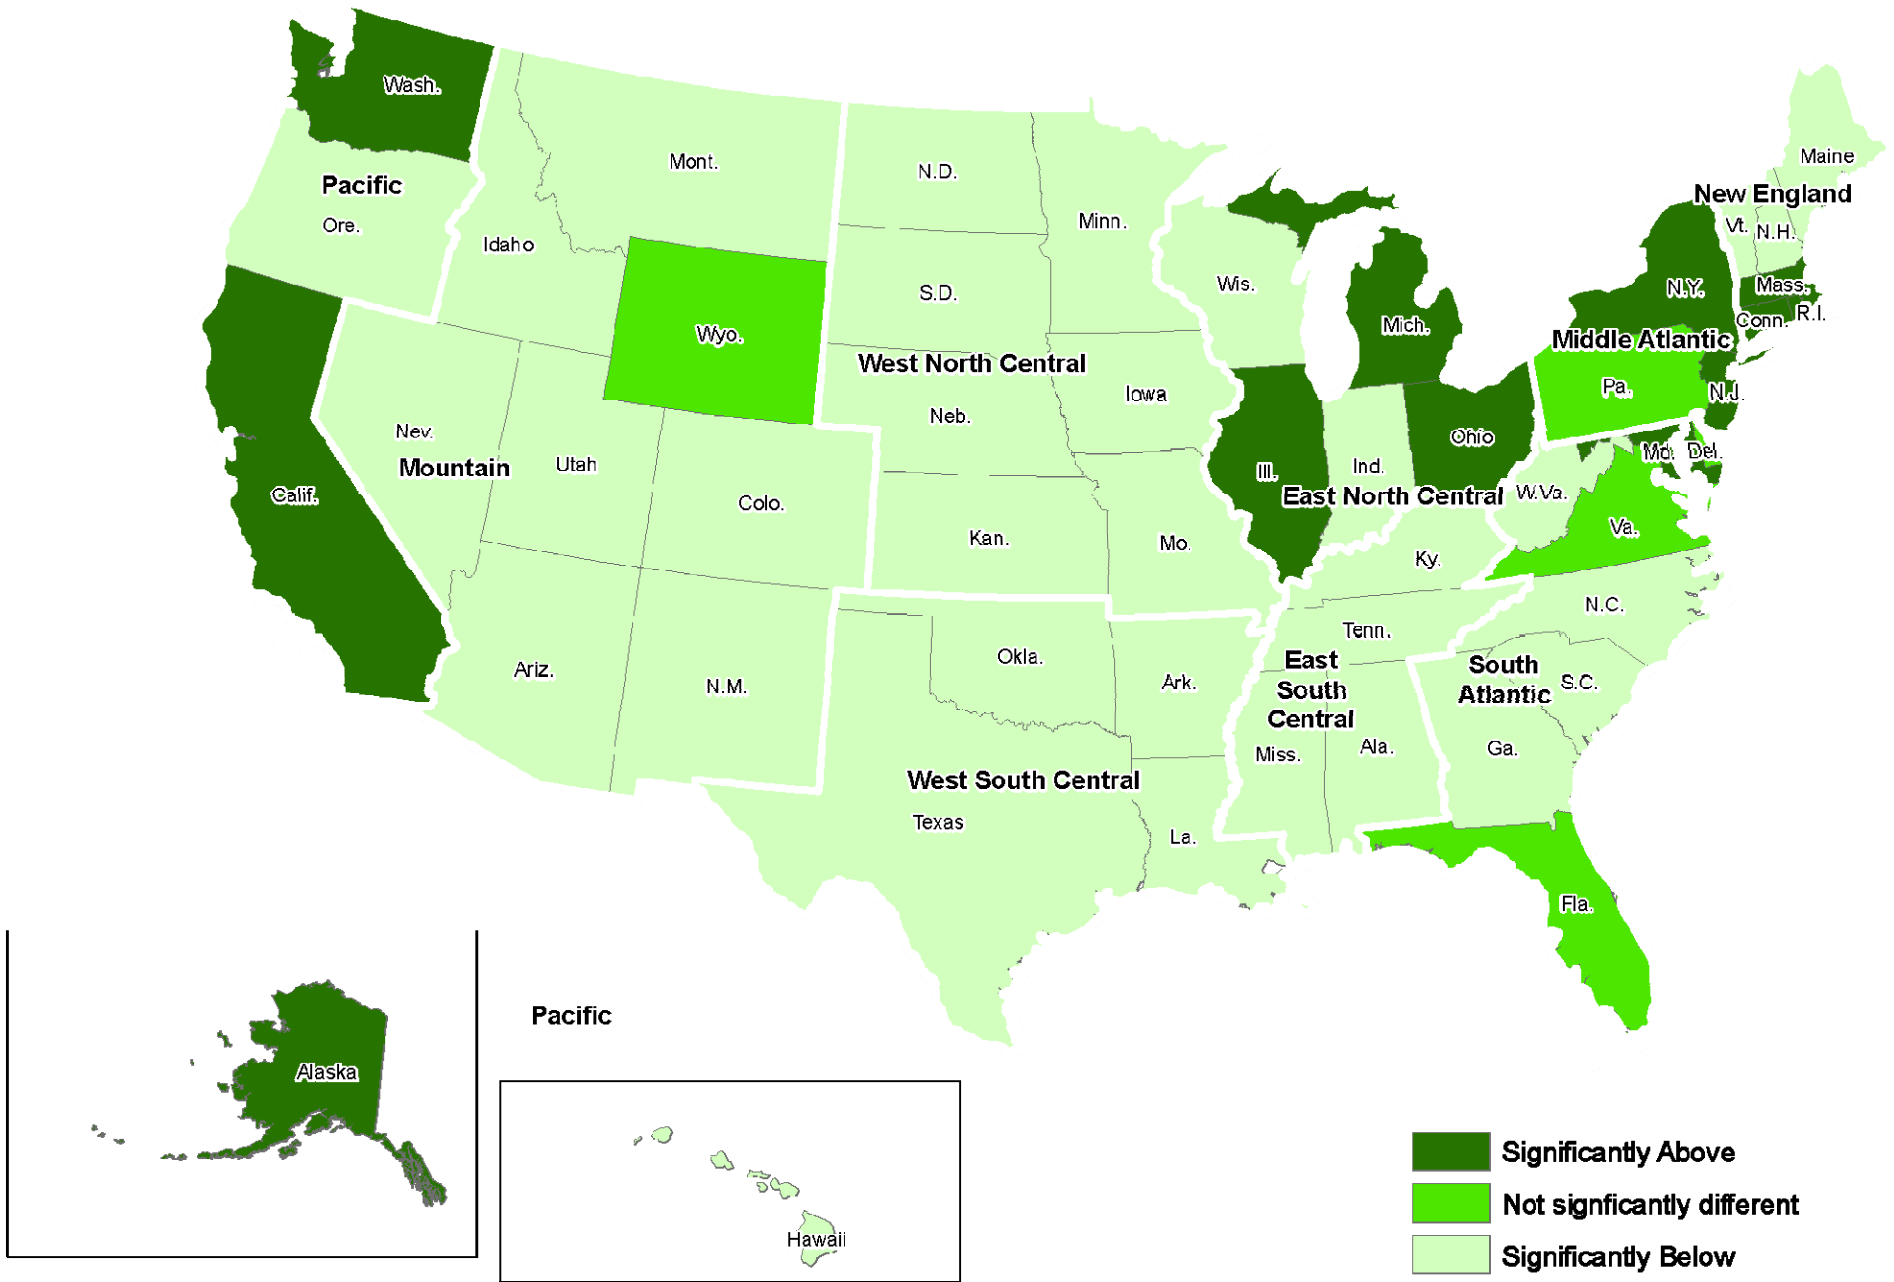 Wash.
Mont.
N.D.
Minn.
Maine
Pacific
New England
Ore.
Idaho
Vt.
N.H.
S.D.
Wis.
N.Y.
Mass.
Wyo.
Mich.
Conn.
R.I.
Middle Atlantic
West North Central
Iowa
Pa.
N.J.
Neb.
Nev.
Utah
Mountain
Ohio
Ill.
Ind.
Md.
Del.
Calif.
Colo.
East North Central
W.Va.
Va.
Kan.
Mo.
Ky.
N.C.
Tenn.
Ariz.
N.M.
Okla.
Ark.
East
South
Central
South
Atlantic
S.C.
Miss.
Ala.
Ga.
West South Central
Texas
La.
Fla.
Pacific
Alaska
Hawaii
Significantly Above
Not signficantly different
Significantly Below